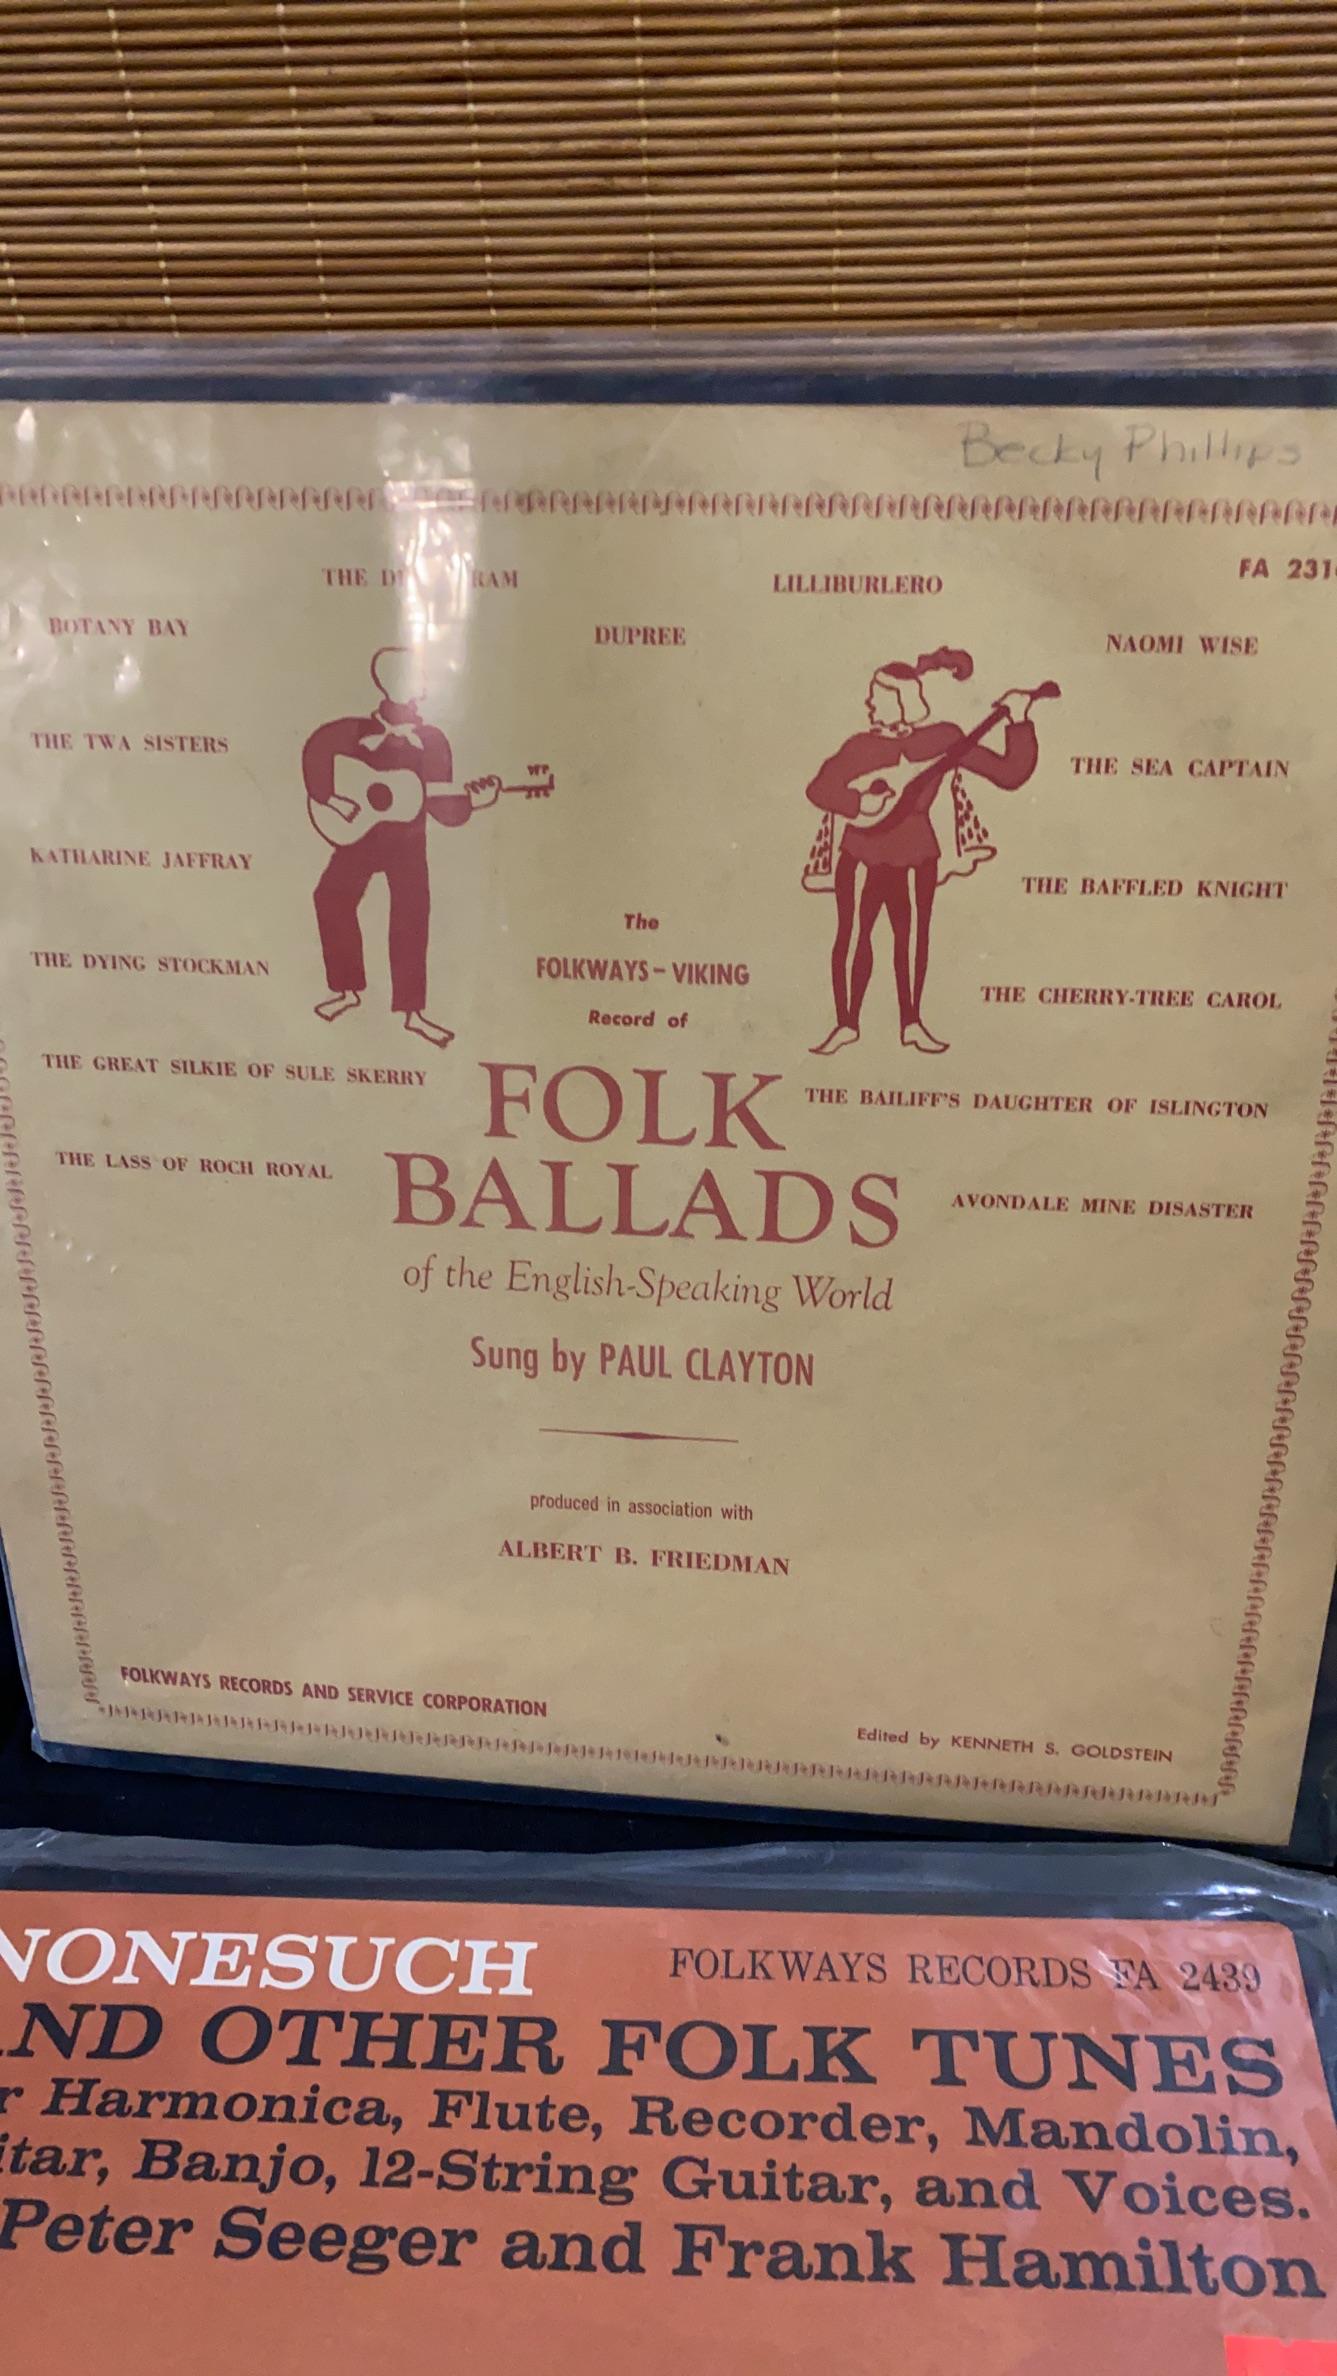 Becky Phillips
FA 231
THE RAM
LILLIBURLERO
BOTANY BAY
DUPREE
NAOMI WISE
THE TWA SISTERS
THE SEA CAPTAIN
KATHARINE JAFFRAY
THE BAFFLED KNIGHT
The
FOLKWAYS-VIKING
Record of
THE DYING STOCKMAN
THE CHERRY-TREE CAROL
THE GREAT SILKIE OF SULE SKERRY
THE BAILIFF'S DAUGHTER OF ISLINGTON
FOLK
BALLADS
THE LASS OF ROCH ROYAL
AVONDALE MINE DISASTER
of the English-Speaking World
Sung by PAUL CLAYTON
produced in association with
ALBERT B. FRIEDMAN
FOLKWAYS RECORDS AND SERVICE CORPORATION
Edited by KENNETH S. GOLDSTEIN
NONESUCH
FOLKWAYS RECORDS FA 2439
AND OTHER FOLK TUNES
r Harmonica, Flute, Recorder, Mandolin,
itar, Banjo, 12-String Guitar, and Voices.
Peter Seeger and Frank Hamilton